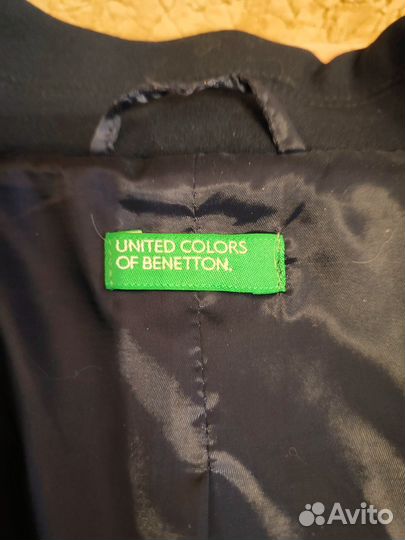 UNITED COLORS
OF BENETTON.
Avito